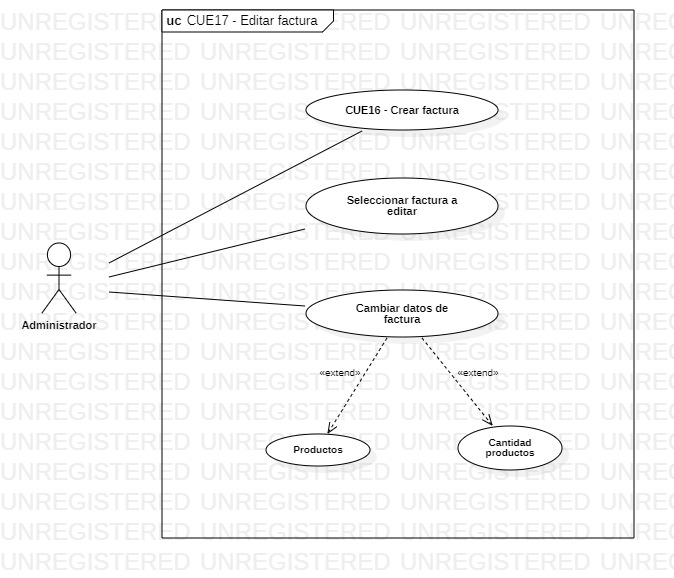 uc CUE17 - Editar factura
CUE16 - Crear factura
Seleccionar factura a
editar
Administrador
Cambiar datos de
factura
«extend» «extend»
Productos
Cantidad
productos
UNREGISTERED UNREGISTERED UNREGISTERED UNREGISTERED